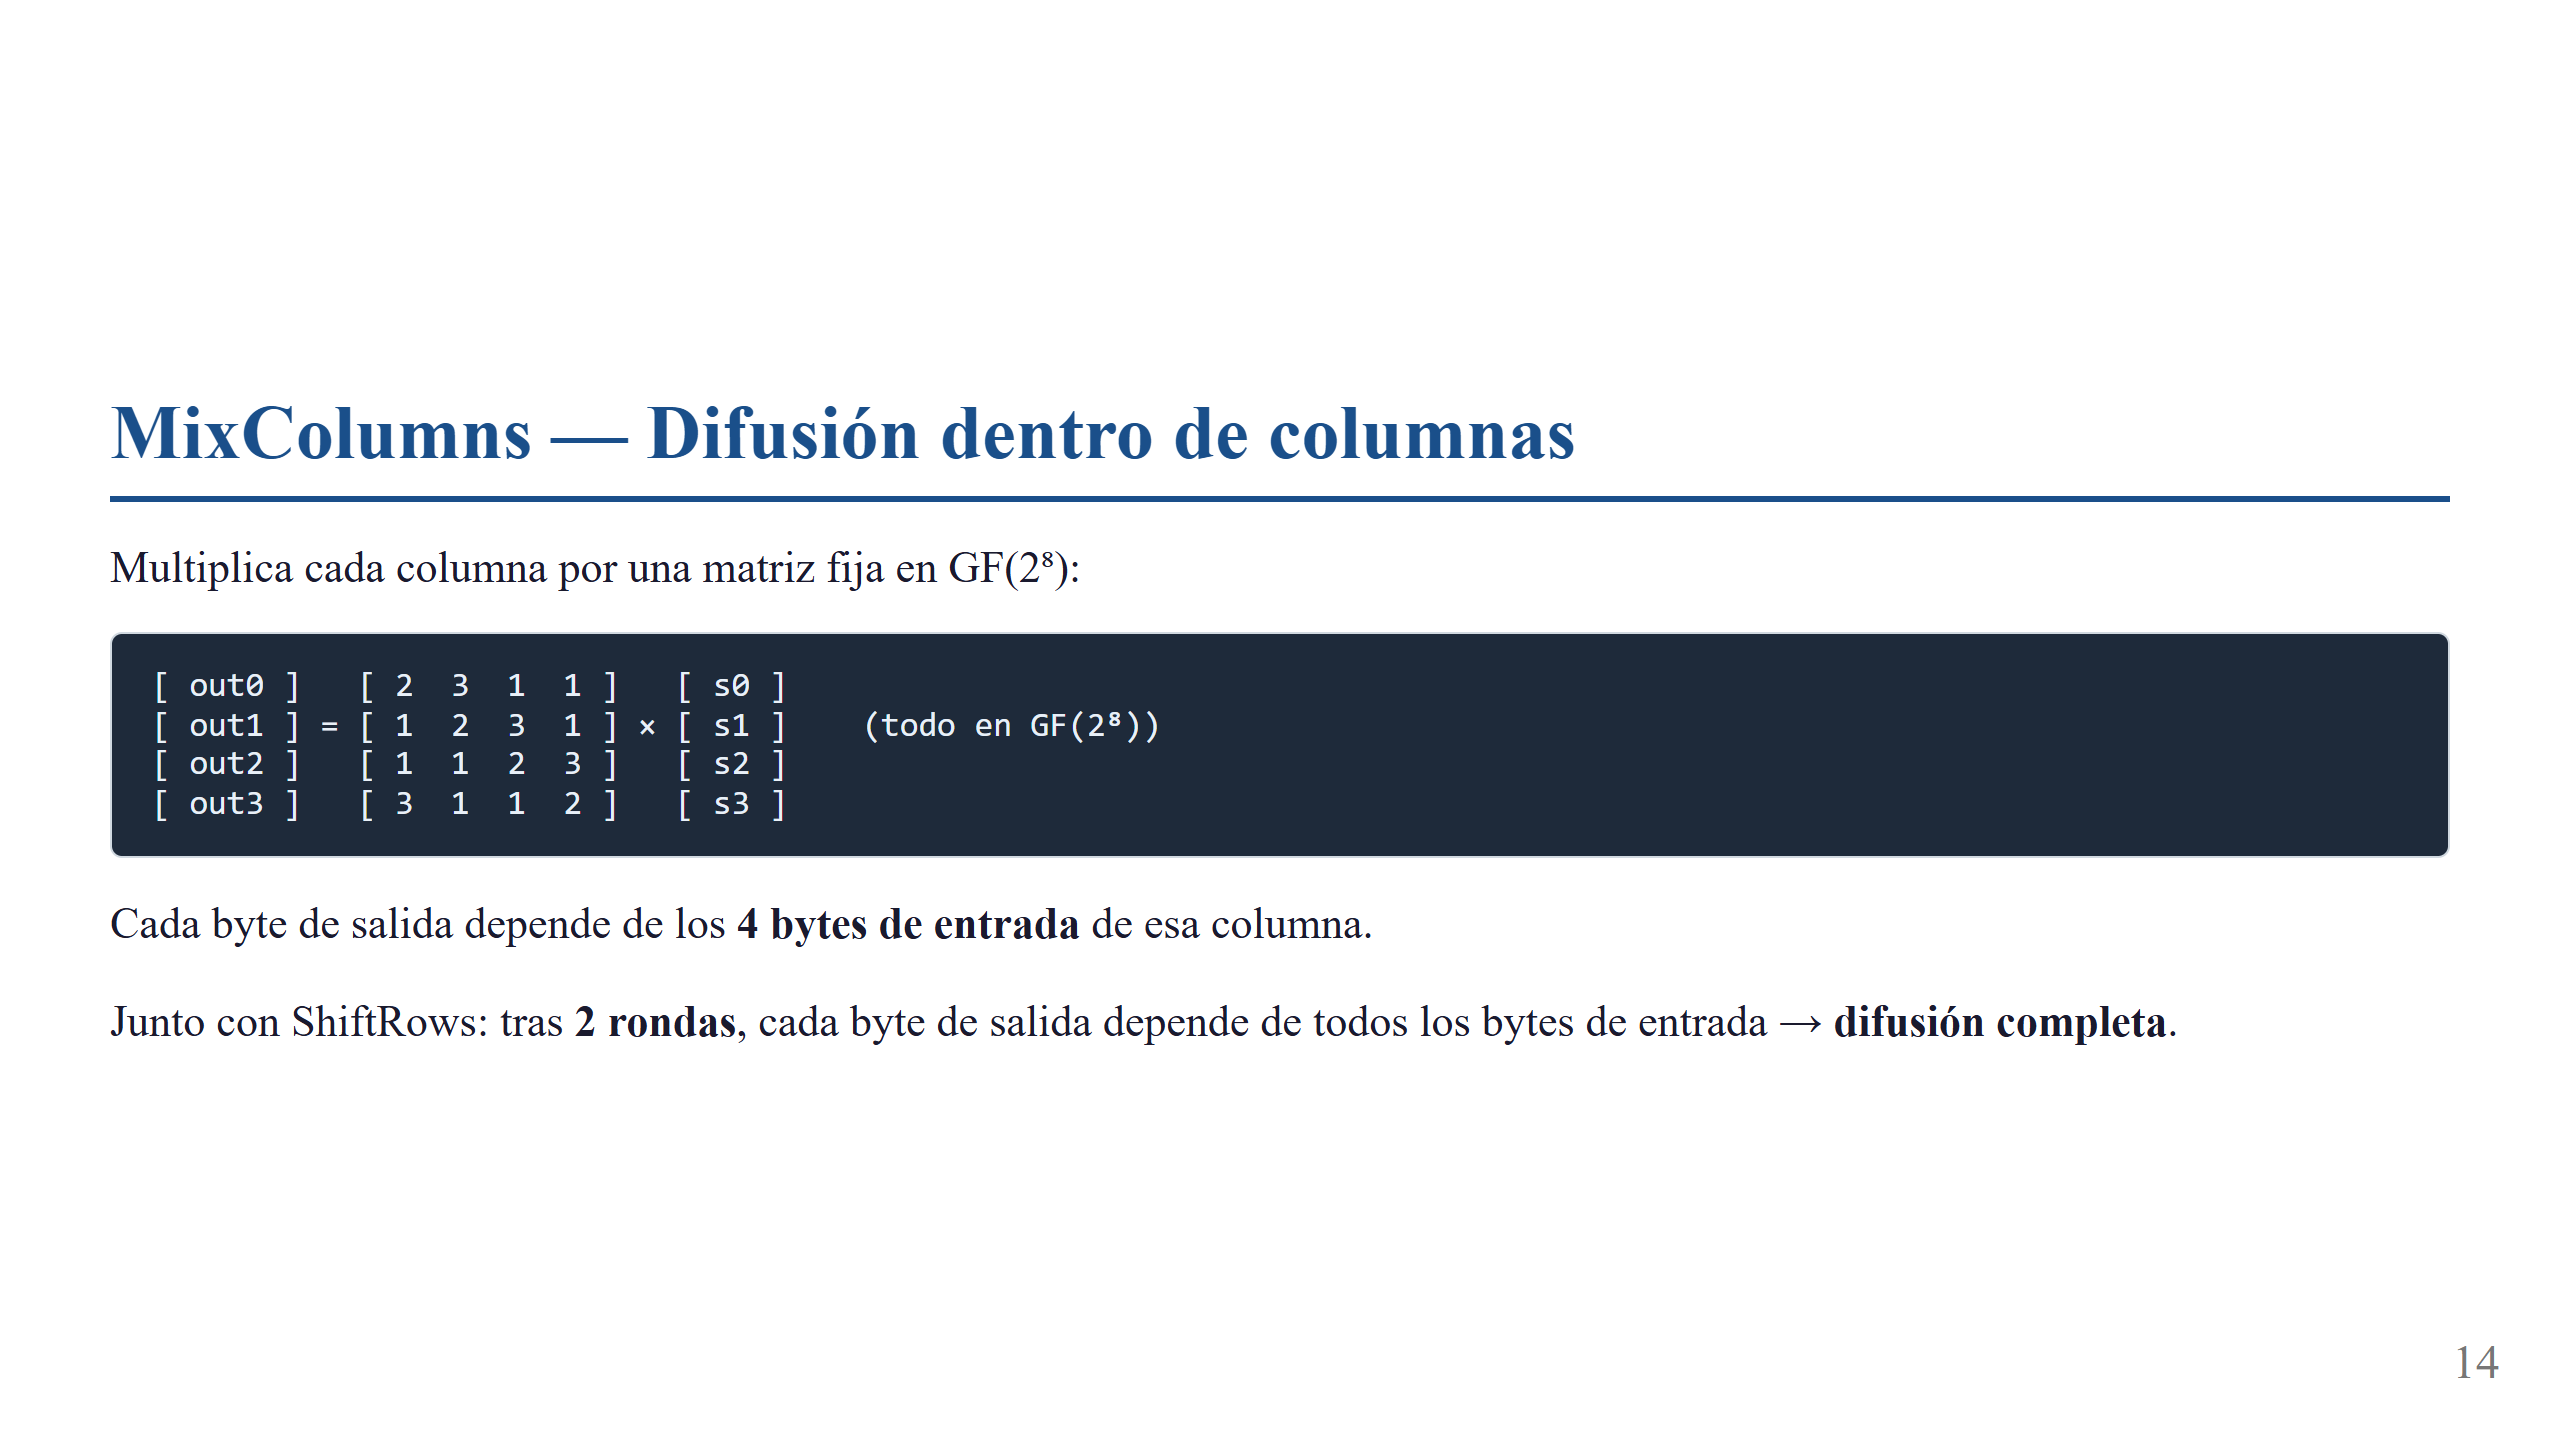 MixColumns — Difusión dentro de columnas
Multiplica cada columna por una matriz fija en GF(2⁸):
[ out0 ]   [ 2  3  1  1 ]   [ s0 ]
[ out1 ] = [ 1  2  3  1 ] × [ s1 ]    (todo en GF(2⁸))
[ out2 ]   [ 1  1  2  3 ]   [ s2 ]
[ out3 ]   [ 3  1  1  2 ]   [ s3 ]
Cada byte de salida depende de los 4 bytes de entrada de esa columna.
Junto con ShiftRows: tras 2 rondas, cada byte de salida depende de todos los bytes de entrada → difusión completa.
14